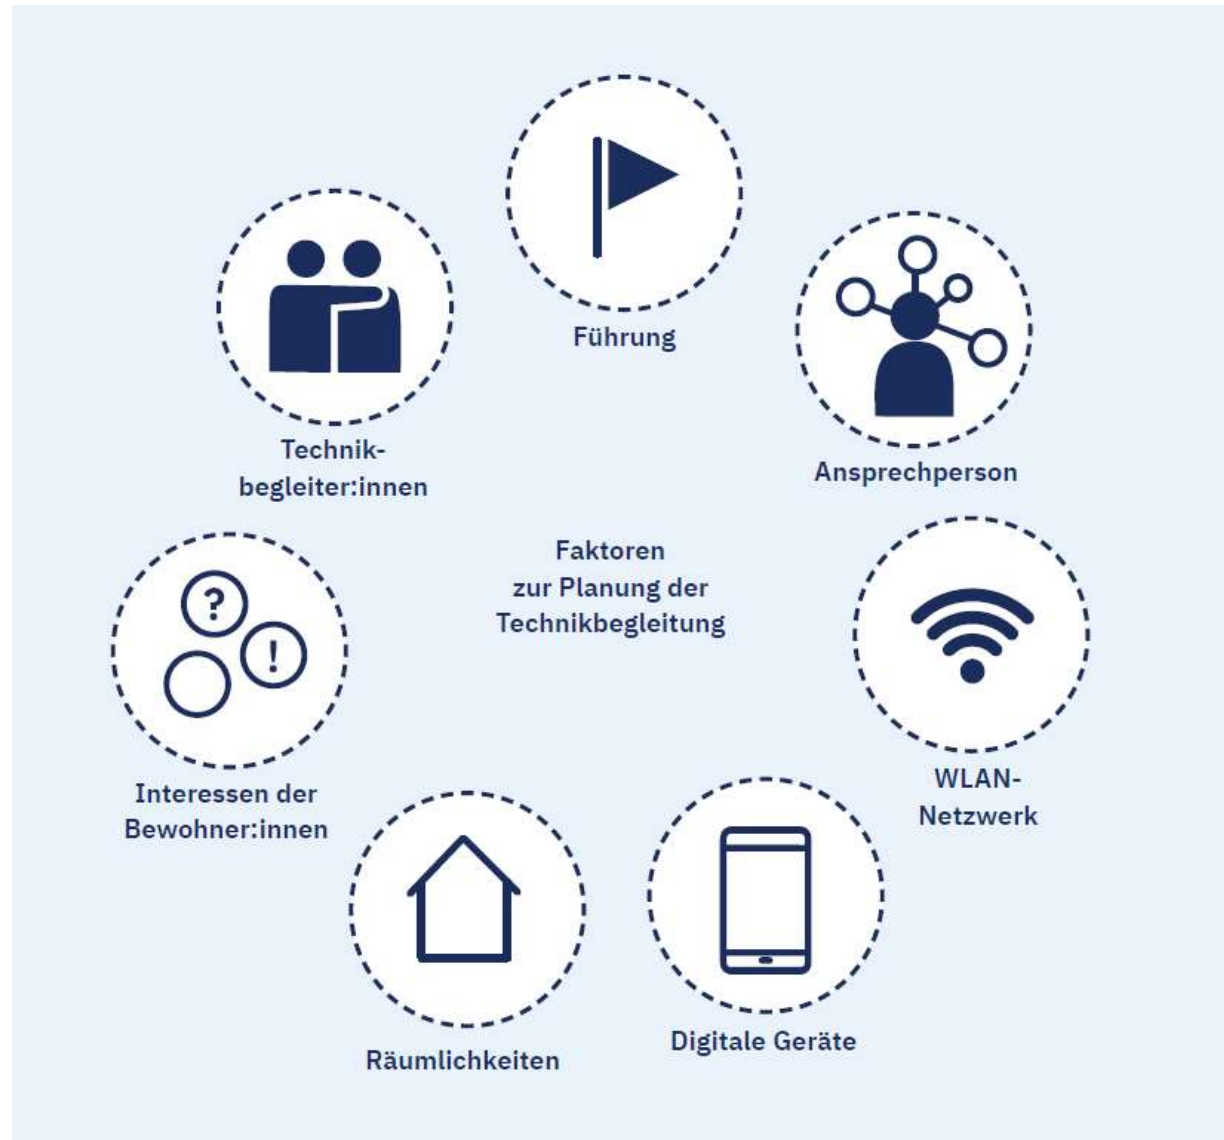 Führung
Ansprechperson
WLAN-
Netzwerk
Digitale Geräte
Räumlichkeiten
Interessen der
Bewohner:innen
Technik-
begleiter:innen
Faktoren
zur Planung der
Technikbegleitung
?
!